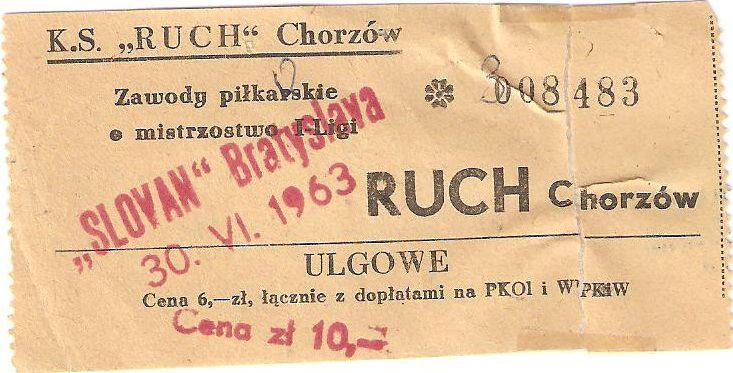 K.S. „RUCH“ Chorzów
Zawody piłkarskie
o mistrzostwo I-Ligi
008483
„SLOVAN“ Bratyslava
30. VI. 1963
RUCH Chorzów
ULGOWE
Cena 6,—zł, łącznie z dopłatami na PKOl i WPKiW
Cena zł 10,—